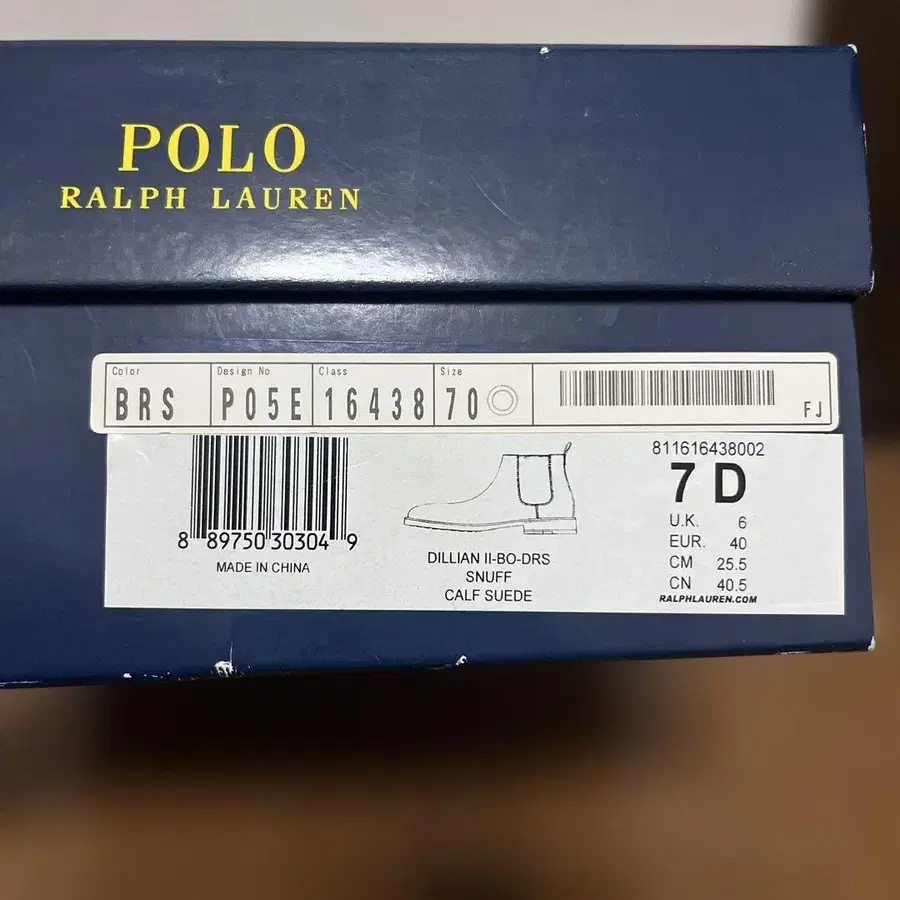 POLO
RALPH LAUREN
Color Design No Class Size
BRS P05E 16438 70
FJ
8 89750 30304 9
MADE IN CHINA
DILLIAN II-BO-DRS
SNUFF
CALF SUEDE
811616438002
7 D
U.K. 6
EUR. 40
CM 25.5
CN 40.5
RALPHLAUREN.COM